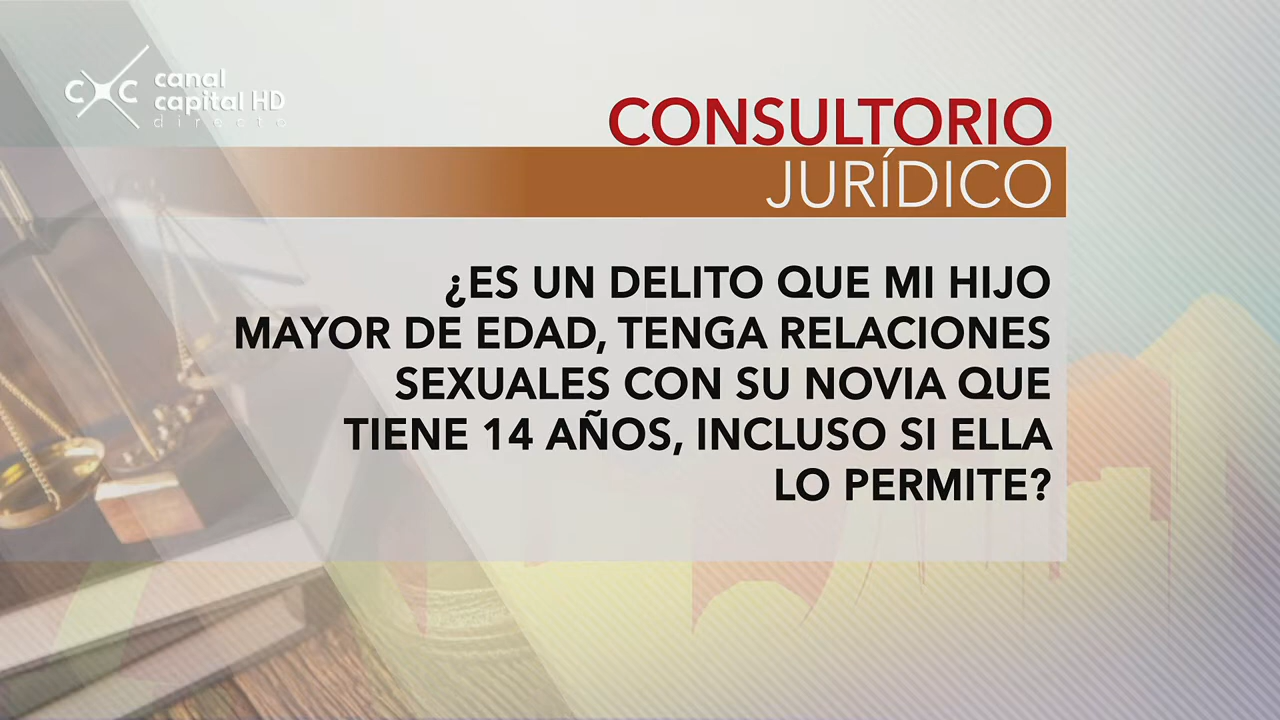 canal
capital HD
directo
CONSULTORIO
JURÍDICO
¿ES UN DELITO QUE MI HIJO
MAYOR DE EDAD, TENGA RELACIONES
SEXUALES CON SU NOVIA QUE
TIENE 14 AÑOS, INCLUSO SI ELLA
LO PERMITE?